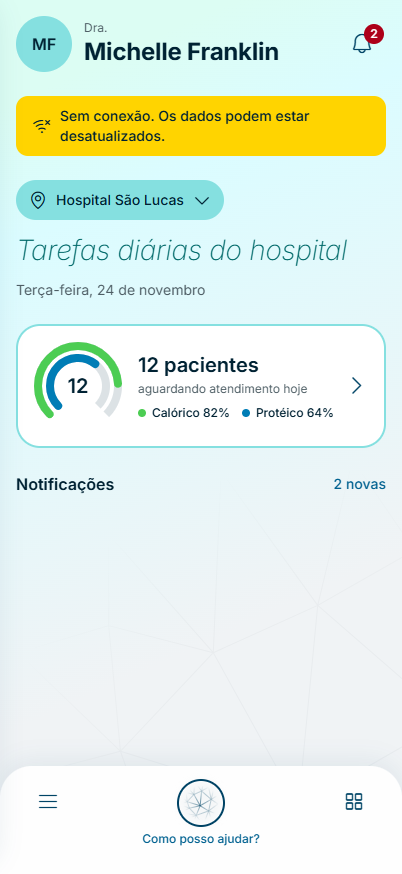 MF
Dra.
Michelle Franklin
2
Sem conexão. Os dados podem estar
desatualizados.
Hospital São Lucas
Tarefas diárias do hospital
Terça-feira, 24 de novembro
12
12 pacientes
aguardando atendimento hoje
Calórico 82% Protéico 64%
Notificações
2 novas
Como posso ajudar?